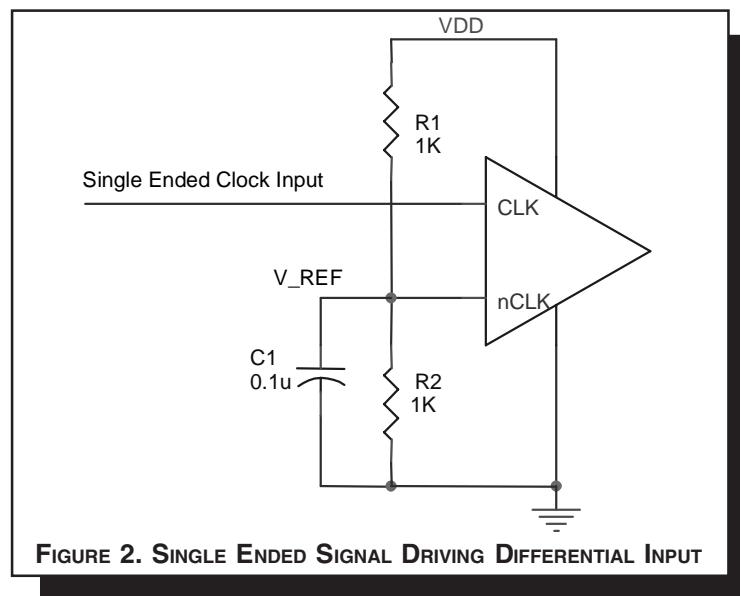 VDD
R1
1K
Single Ended Clock Input
CLK
V_REF
nCLK
C1
0.1u
R2
1K
FIGURE 2. SINGLE ENDED SIGNAL DRIVING DIFFERENTIAL INPUT